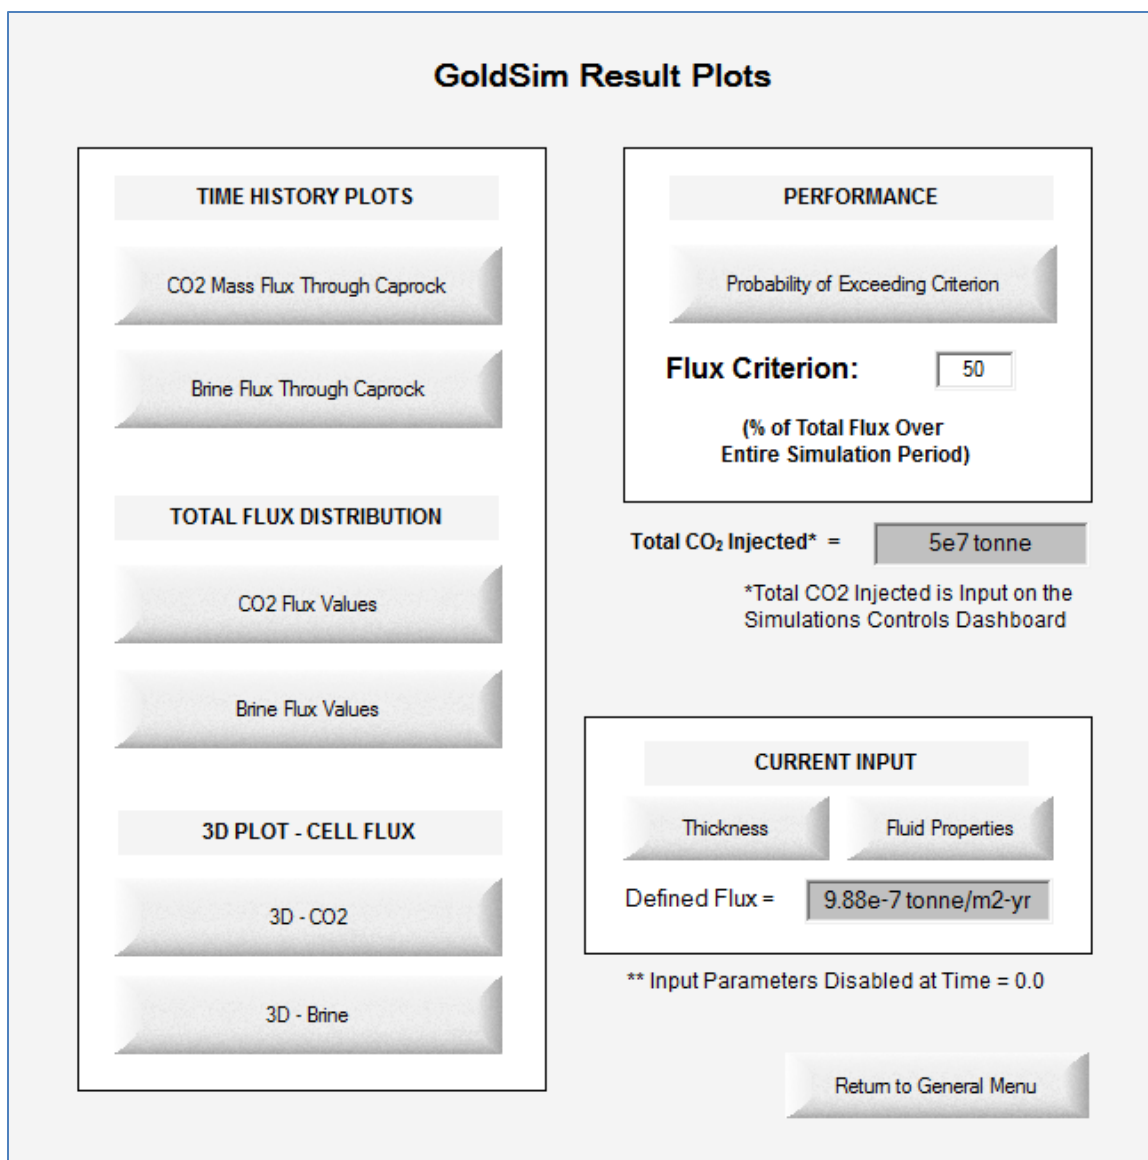 GoldSim Result Plots
TIME HISTORY PLOTS
CO2 Mass Flux Through Caprock
Brine Flux Through Caprock
TOTAL FLUX DISTRIBUTION
CO2 Flux Values
Brine Flux Values
3D PLOT - CELL FLUX
3D - CO2
3D - Brine
PERFORMANCE
Probability of Exceeding Criterion
Flux Criterion: 50
(% of Total Flux Over
Entire Simulation Period)
Total CO₂ Injected* = 5e7 tonne
*Total CO2 Injected is Input on the
Simulations Controls Dashboard
CURRENT INPUT
Thickness Fluid Properties
Defined Flux = 9.88e-7 tonne/m2-yr
** Input Parameters Disabled at Time = 0.0
Return to General Menu